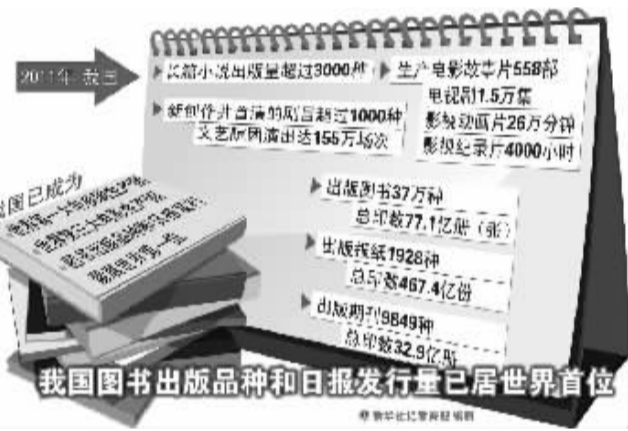 2011年 我国
长篇小说出版量超过3000种
新创作并首演的剧目超过1000种
文艺院团演出达155万场次
生产电影故事片558部
电视剧1.5万集
影视动画片26万分钟
影视纪录片4000小时
出版图书37万种
总印数77.1亿册（张）
出版报纸1928种
总印数467.4亿份
出版期刊9849种
总印数32.9亿册
我国已成为
我国图书出版品种和日报发行量已居世界首位
新华社记者
编制